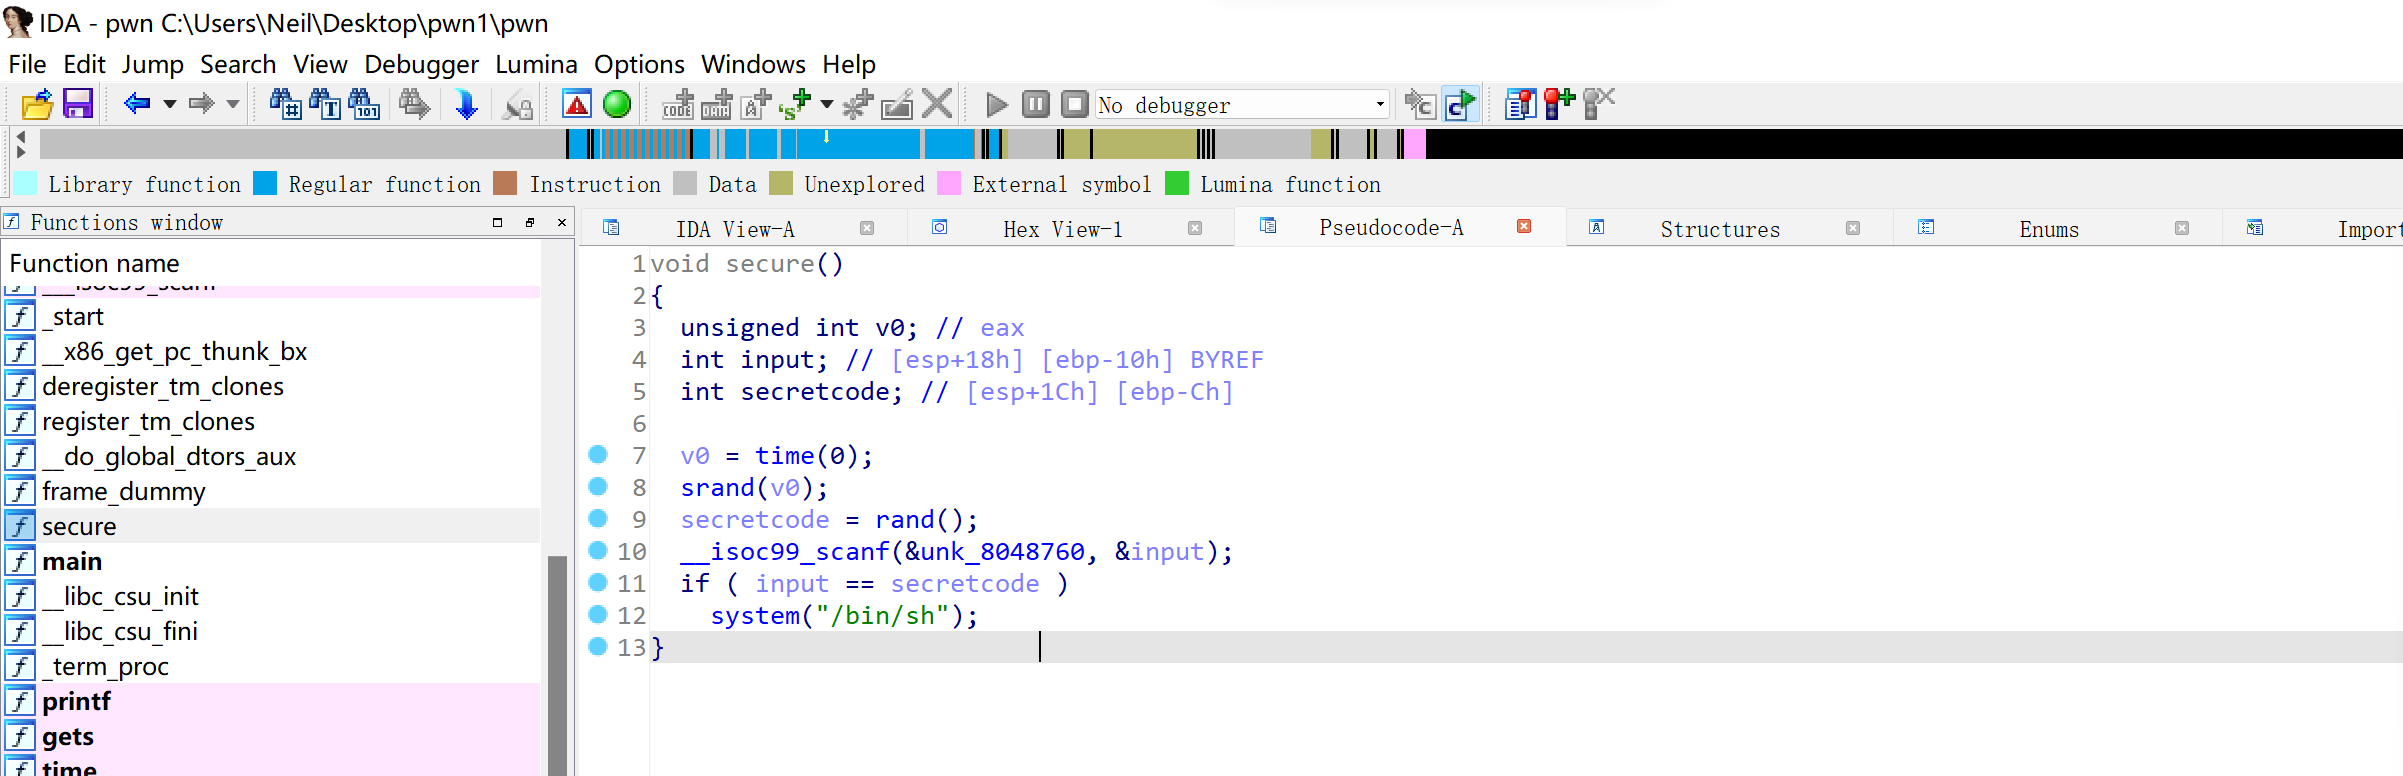 IDA - pwn C:\Users\Neil\Desktop\pwn1\pwn
File Edit Jump Search View Debugger Lumina Options Windows Help
No debugger
Library function Regular function Instruction Data Unexplored External symbol Lumina function
Functions window
IDA View-A Hex View-1 Pseudocode-A Structures Enums Import
Function name
___isoc99_scanf
_start
__x86_get_pc_thunk_bx
deregister_tm_clones
register_tm_clones
__do_global_dtors_aux
frame_dummy
secure
main
__libc_csu_init
__libc_csu_fini
_term_proc
printf
gets
time
1 void secure()
2 {
3 unsigned int v0; // eax
4 int input; // [esp+18h] [ebp-10h] BYREF
5 int secretcode; // [esp+1Ch] [ebp-Ch]
6
7 v0 = time(0);
8 srand(v0);
9 secretcode = rand();
10 __isoc99_scanf(&unk_8048760, &input);
11 if ( input == secretcode )
12 system("/bin/sh");
13 }